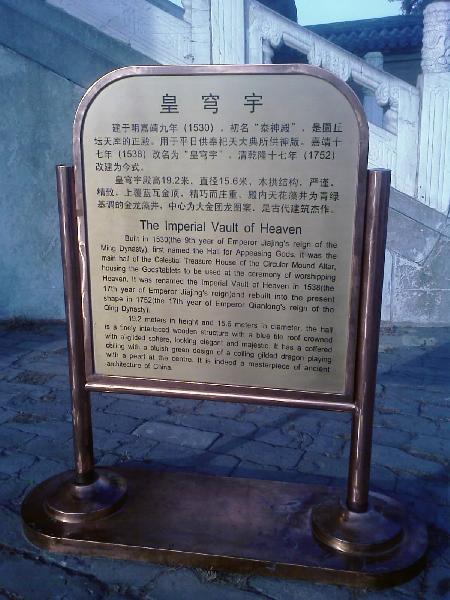 皇穹宇
建于明嘉靖九年（1530），初名“泰神殿”，是圜丘
坛天库的正殿。用于平日供奉祀天大典所供神版。嘉靖十
七年（1538）改名为“皇穹宇”。清乾隆十七年（1752）
改建为今式。
皇穹宇殿高19.2米，直径15.6米，木拱结构，严谨，
精致，上覆蓝瓦金顶，精巧而庄重。殿内天花藻井为青绿
基调的金龙藻井，中心为大金团龙图案，是古代建筑杰作。
The Imperial Vault of Heaven
Built in 1530(the 9th year of Emperor Jiajing's reign of the
Ming Dynasty), first named the Hall for Appeasing Gods, it was the
main hall of the Celestial Treasure House of the Circular Mound Altar,
housing the Gods'tablets to be used at the ceremony of worshipping
Heaven. It was renamed the Imperial Vault of Heaven in 1538(the
17th year of Emperor Jiajing's reign)and rebuilt into the present
shape in 1752(the 17th year of Emperor Qianlong's reign of the
Qing Dynasty).
19.2 meters in height and 15.6 meters in diameter, the hall
is a finely interlaced wooden structure with a blue tile roof crowned
with a gilded sphere, looking elegant and majestic. It has a coffered
ceiling with a bluish green design of a coiling gilded dragon playing
with a pearl at the centre. It is indeed a masterpiece of ancient
architecture of China.